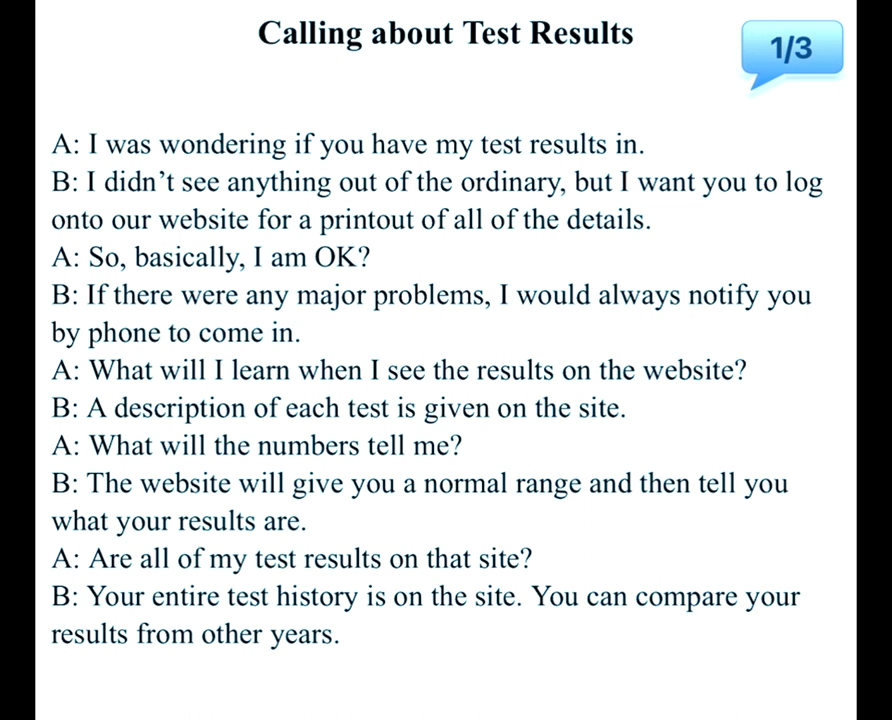 Calling about Test Results
1/3
A: I was wondering if you have my test results in.
B: I didn’t see anything out of the ordinary, but I want you to log
onto our website for a printout of all of the details.
A: So, basically, I am OK?
B: If there were any major problems, I would always notify you
by phone to come in.
A: What will I learn when I see the results on the website?
B: A description of each test is given on the site.
A: What will the numbers tell me?
B: The website will give you a normal range and then tell you
what your results are.
A: Are all of my test results on that site?
B: Your entire test history is on the site. You can compare your
results from other years.